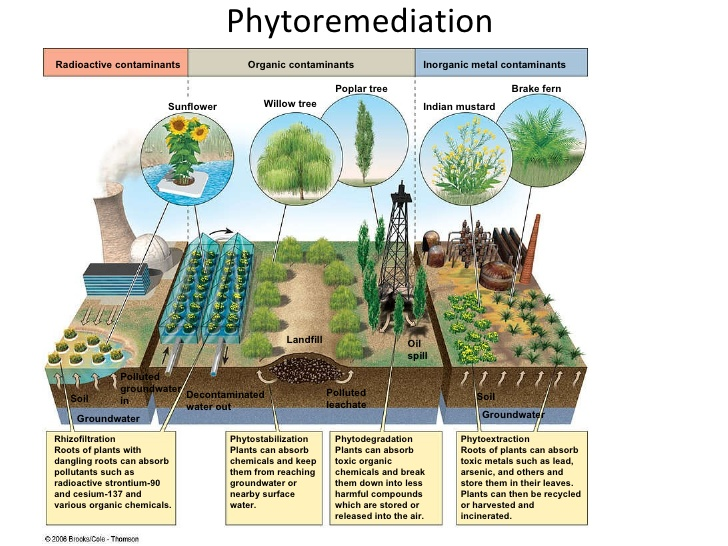 Phytoremediation
Radioactive contaminants
Organic contaminants
Inorganic metal contaminants
Sunflower
Willow tree
Poplar tree
Indian mustard
Brake fern
Landfill
Oil
spill
Polluted
groundwater
in
Decontaminated
water out
Polluted
leachate
Soil
Groundwater
Soil
Groundwater
Rhizofiltration
Roots of plants with
dangling roots can absorb
pollutants such as
radioactive strontium-90
and cesium-137 and
various organic chemicals.
Phytostabilization
Plants can absorb
chemicals and keep
them from reaching
groundwater or
nearby surface
water.
Phytodegradation
Plants can absorb
toxic organic
chemicals and break
them down into less
harmful compounds
which are stored or
released into the air.
Phytoextraction
Roots of plants can absorb
toxic metals such as lead,
arsenic, and others and
store them in their leaves.
Plants can then be recycled
or harvested and
incinerated.
© 2006 Brooks/Cole - Thomson